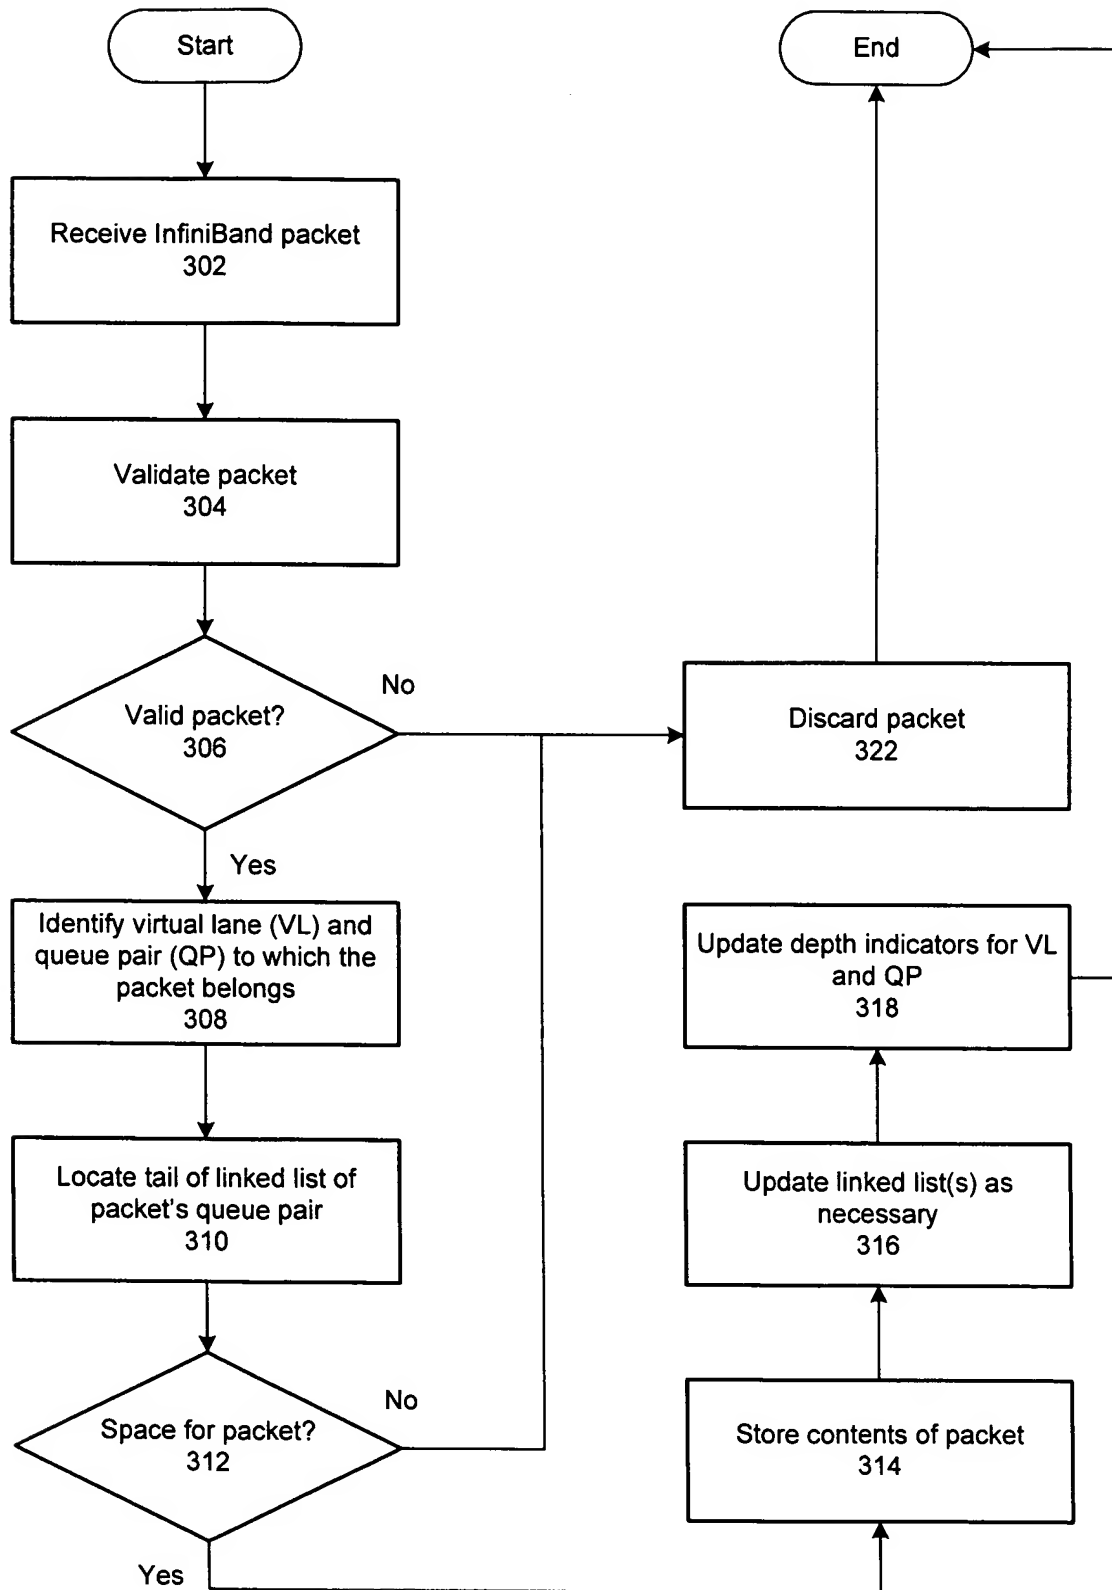 Start
Receive InfiniBand packet
302
Validate packet
304
Valid packet?
306
No
Yes
Identify virtual lane (VL) and
queue pair (QP) to which the
packet belongs
308
Locate tail of linked list of
packet's queue pair
310
Space for packet?
312
No
Yes
End
Discard packet
322
Update depth indicators for VL
and QP
318
Update linked list(s) as
necessary
316
Store contents of packet
314